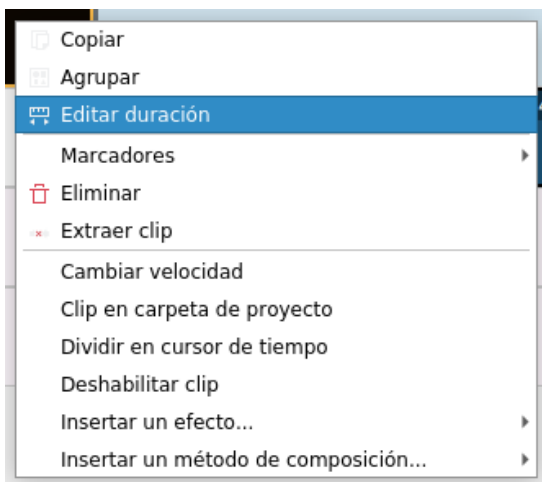 Copiar
Agrupar
Editar duración
Marcadores
Eliminar
Extraer clip
Cambiar velocidad
Clip en carpeta de proyecto
Dividir en cursor de tiempo
Deshabilitar clip
Insertar un efecto...
Insertar un método de composición...